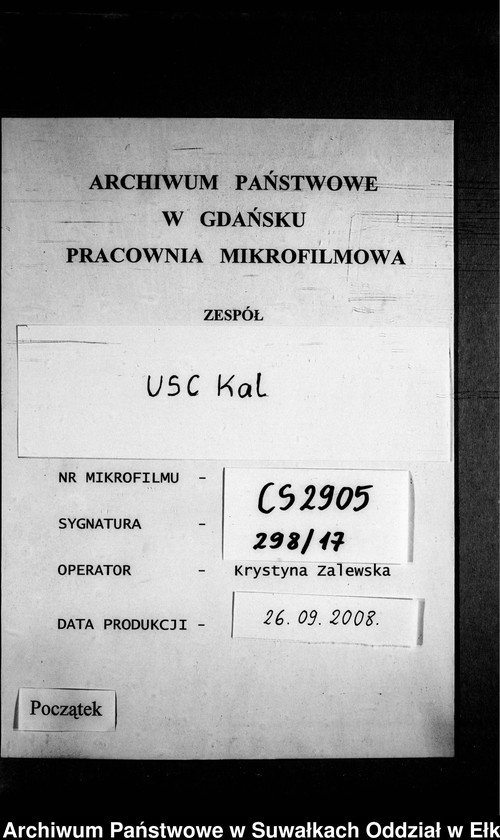 ARCHIWUM PAŃSTWOWE
W GDAŃSKU
PRACOWNIA MIKROFILMOWA
ZESPÓŁ
USC Kal
NR MIKROFILMU - CS2905
SYGNATURA - 298/17
OPERATOR - Krystyna Zalewska
DATA PRODUKCJI - 26.09.2008.
Początek
Archiwum Państwowe w Suwałkach Oddział w Ełk